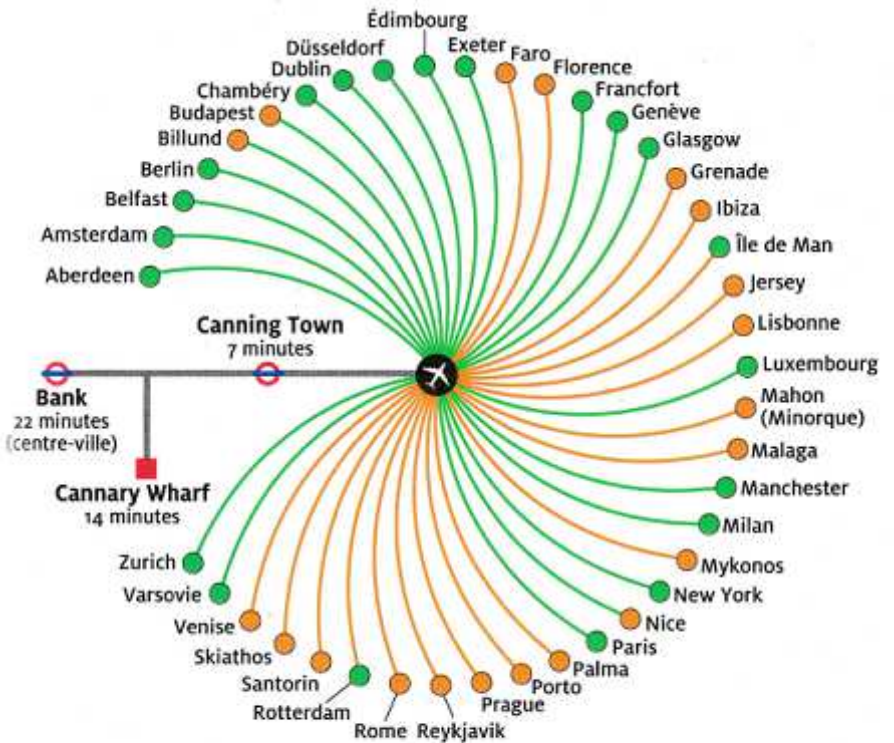 Édimbourg
Exeter
Faro
Düsseldorf
Florence
Dublin
Francfort
Chambéry
Genève
Budapest
Glasgow
Billund
Grenade
Berlin
Ibiza
Belfast
Île de Man
Amsterdam
Jersey
Aberdeen
Lisbonne
Canning Town
7 minutes
Luxembourg
Bank
22 minutes
(centre-ville)
Mahon
(Minorque)
Malaga
Cannary Wharf
14 minutes
Manchester
Milan
Zurich
Mykonos
Varsovie
New York
Venise
Nice
Skiathos
Paris
Santorin
Palma
Rotterdam
Porto
Prague
Rome
Reykjavik